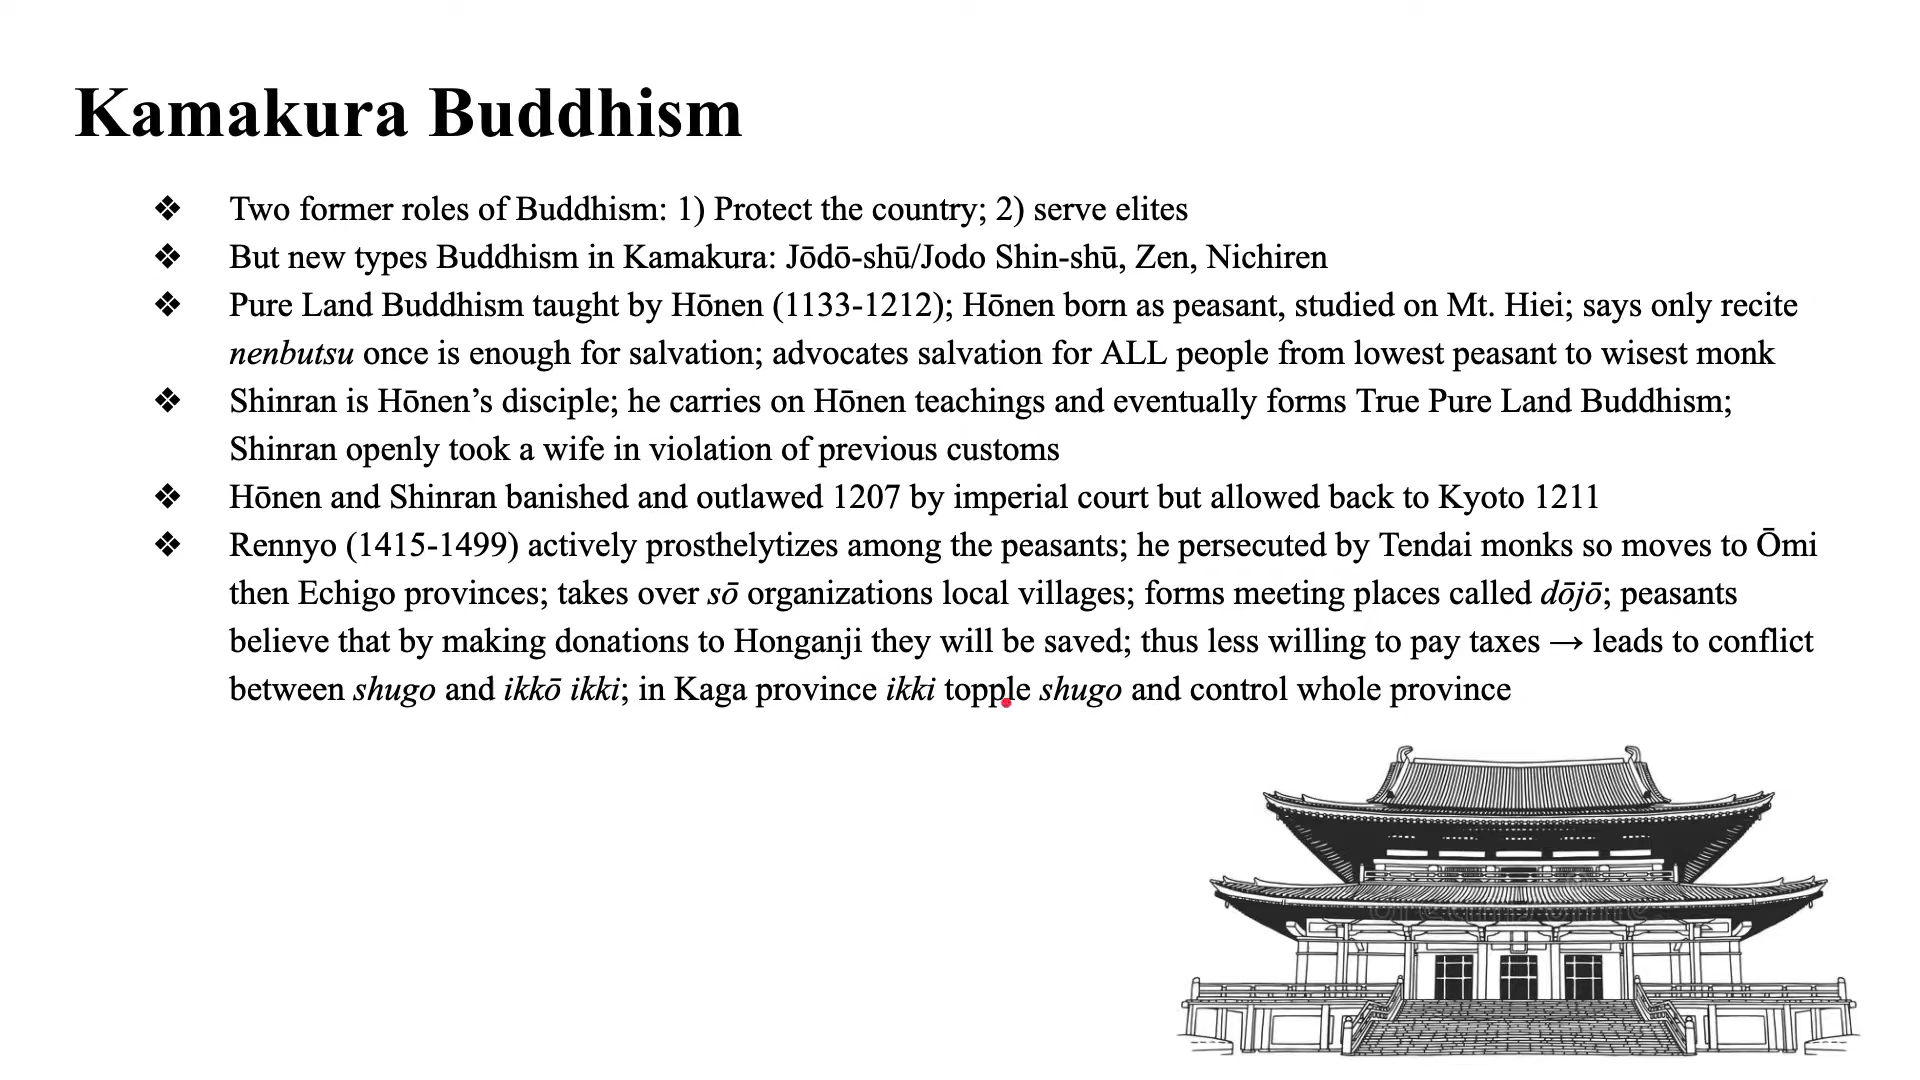 Kamakura Buddhism
❖ Two former roles of Buddhism: 1) Protect the country; 2) serve elites
❖ But new types Buddhism in Kamakura: Jōdō-shū/Jodo Shin-shū, Zen, Nichiren
❖ Pure Land Buddhism taught by Hōnen (1133-1212); Hōnen born as peasant, studied on Mt. Hiei; says only recite
nenbutsu once is enough for salvation; advocates salvation for ALL people from lowest peasant to wisest monk
❖ Shinran is Hōnen’s disciple; he carries on Hōnen teachings and eventually forms True Pure Land Buddhism;
Shinran openly took a wife in violation of previous customs
❖ Hōnen and Shinran banished and outlawed 1207 by imperial court but allowed back to Kyoto 1211
❖ Rennyo (1415-1499) actively prosthelytizes among the peasants; he persecuted by Tendai monks so moves to Ōmi
then Echigo provinces; takes over sō organizations local villages; forms meeting places called dōjō; peasants
believe that by making donations to Honganji they will be saved; thus less willing to pay taxes → leads to conflict
between shugo and ikkō ikki; in Kaga province ikki topple shugo and control whole province